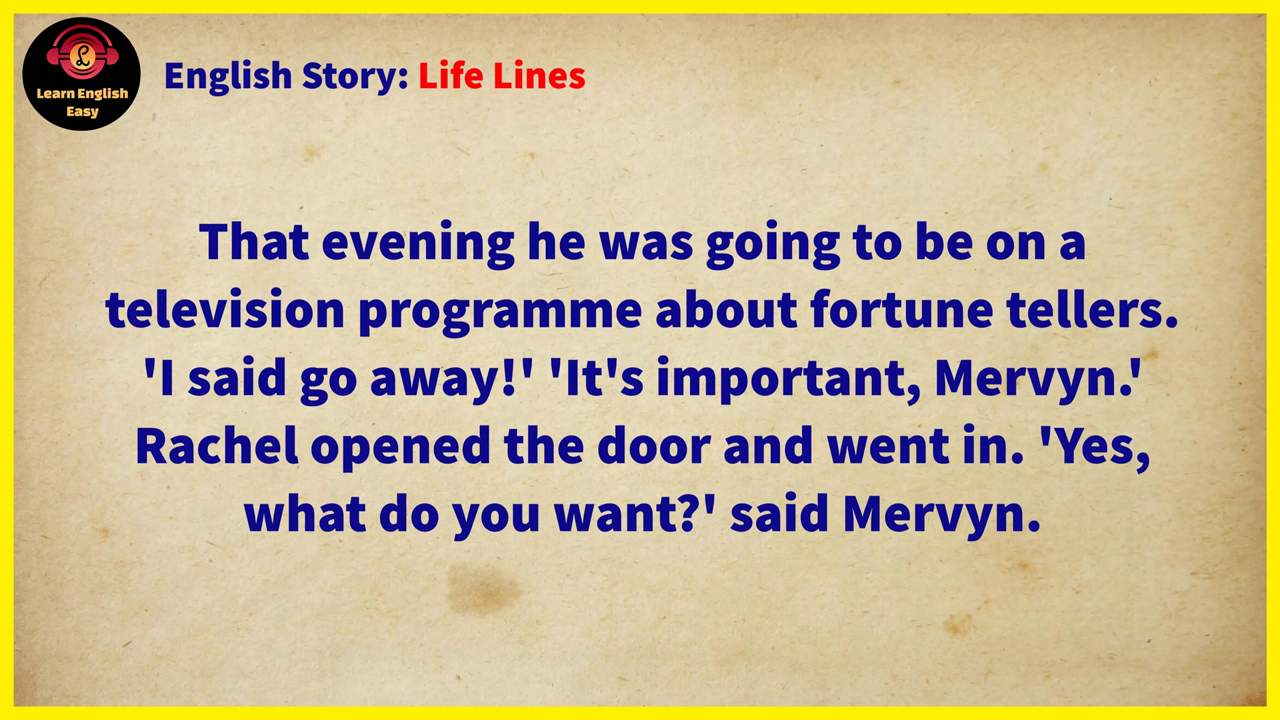 Learn English
Easy
English Story: Life Lines
That evening he was going to be on a
television programme about fortune tellers.
'I said go away!' 'It's important, Mervyn.'
Rachel opened the door and went in. 'Yes,
what do you want?' said Mervyn.